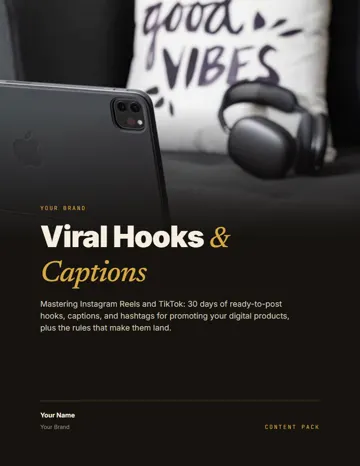 good
VIBES
YOUR BRAND
Viral Hooks &
Captions
Mastering Instagram Reels and TikTok: 30 days of ready-to-post
hooks, captions, and hashtags for promoting your digital products,
plus the rules that make them land.
Your Name
Your Brand
CONTENT PACK